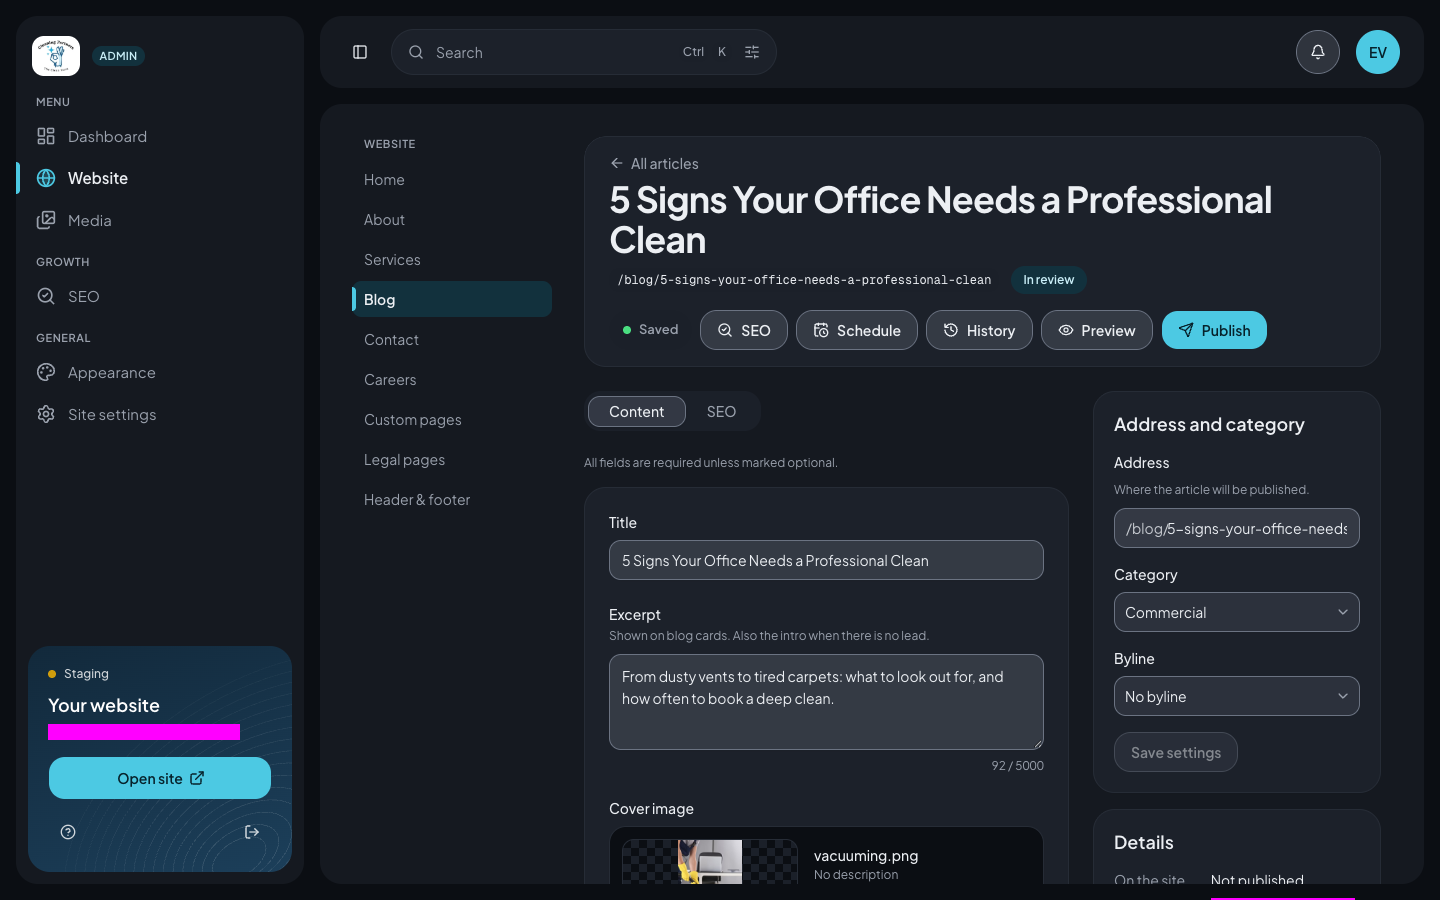 ADMIN
MENU
Dashboard
Website
Media
GROWTH
SEO
GENERAL
Appearance
Site settings
Staging
Your website
Open site
Search
Ctrl K
EV
WEBSITE
Home
About
Services
Blog
Contact
Careers
Custom pages
Legal pages
Header & footer
All articles
5 Signs Your Office Needs a Professional
Clean
/blog/5-signs-your-office-needs-a-professional-clean
In review
Saved
SEO
Schedule
History
Preview
Publish
Content
SEO
All fields are required unless marked optional.
Title
5 Signs Your Office Needs a Professional Clean
Excerpt
Shown on blog cards. Also the intro when there is no lead.
From dusty vents to tired carpets: what to look out for, and
how often to book a deep clean.
92 / 5000
Cover image
vacuuming.png
No description
Address and category
Address
Where the article will be published.
/blog/5-signs-your-office-needs
Category
Commercial
Byline
No byline
Save settings
Details
On the site
Not published